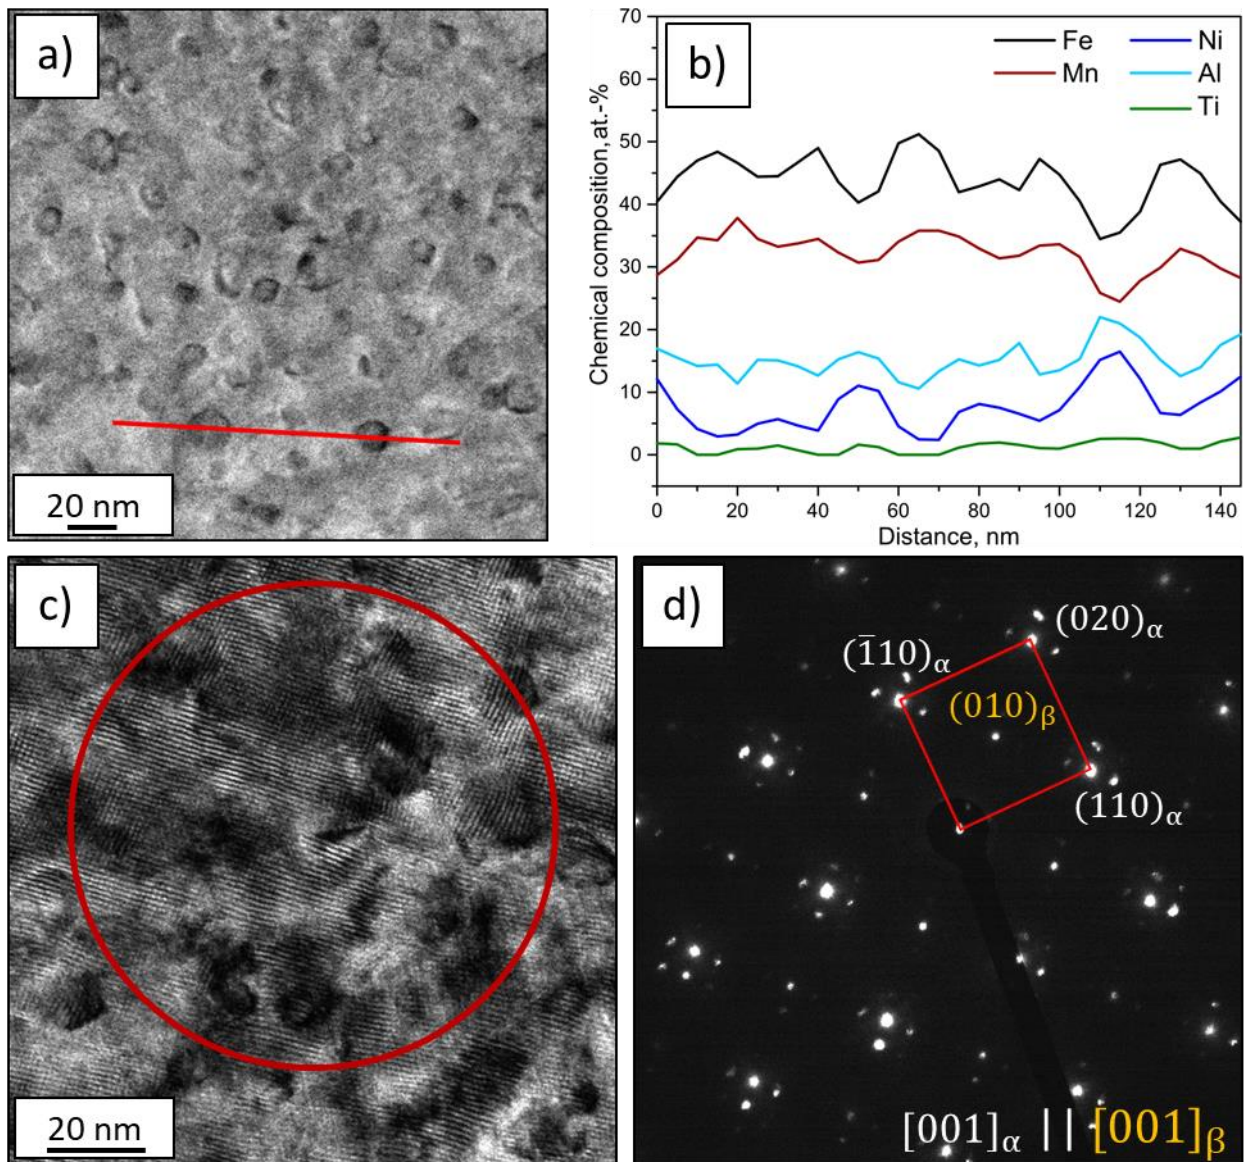 a)
20 nm
b)
Chemical composition, at.-%
70
60
50
40
30
20
10
0
Fe
Mn
Ni
Al
Ti
0 20 40 60 80 100 120 140
Distance, nm
c)
20 nm
d)
(020)α
(1̅10)α
(010)β
(110)α
[001]α || [001]β